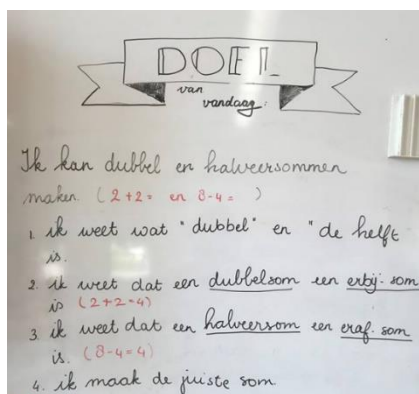 DOEL
van
vandaag:
Ik kan dubbel en halveersommen
maken. (2+2= en 8-4= )
1. ik weet wat "dubbel" en "de helft
is.
2. ik weet dat een dubbelsom een erbij-som
is (2+2=4)
3. ik weet dat een halveersom een eraf-som
is. (8-4=4)
4. ik maak de juiste som